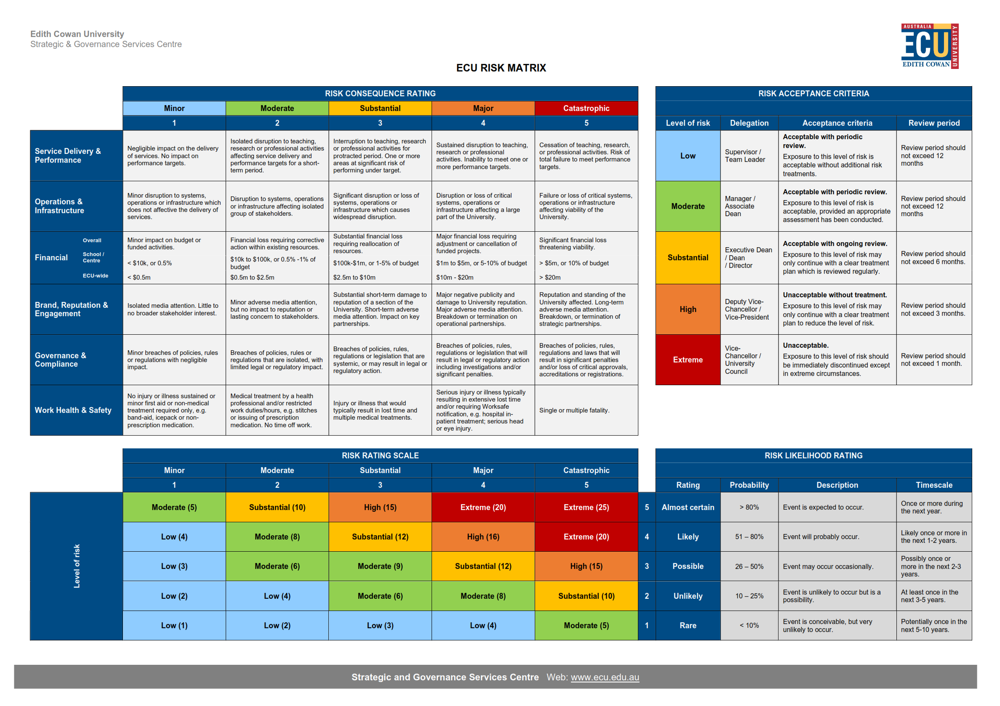 Edith Cowan University
Strategic & Governance Services Centre
AUSTRALIA
ECU
EDITH COWAN
UNIVERSITY
ECU RISK MATRIX
RISK CONSEQUENCE RATING
Minor
Moderate
Substantial
Major
Catastrophic
1
2
3
4
5
Service Delivery &
Performance
Negligible impact on the delivery
of services. No impact on
performance targets.
Isolated disruption to teaching,
research or professional activities
affecting service delivery and
performance targets for a short-
term period.
Interruption to teaching, research
or professional activities for
protracted period. One or more
areas at significant risk of
performing under target.
Sustained disruption to teaching,
research or professional
activities. Inability to meet one or
more performance targets.
Cessation of teaching, research,
or professional activities. Risk of
total failure to meet performance
targets.
Operations &
Infrastructure
Minor disruption to systems,
operations or infrastructure which
does not affective the delivery of
services.
Disruption to systems, operations
or infrastructure affecting isolated
group of stakeholders.
Significant disruption or loss of
systems, operations or
infrastructure which causes
widespread disruption.
Disruption or loss of critical
systems, operations or
infrastructure affecting a large
part of the University.
Failure or loss of critical systems,
operations or infrastructure
affecting viability of the
University.
Financial
Overall
Minor impact on budget or
funded activities.
Financial loss requiring corrective
action within existing resources.
Substantial financial loss
requiring reallocation of
resources.
Major financial loss requiring
adjustment or cancellation of
funded projects.
Significant financial loss
threatening viability.
School /
Centre
< $10k, or 0.5%
$10k to $100k, or 0.5% -1% of
budget
$100k-$1m, or 1-5% of budget
$1m to $5m, or 5-10% of budget
> $5m, or 10% of budget
ECU-wide
< $0.5m
$0.5m to $2.5m
$2.5m to $10m
$10m - $20m
> $20m
Brand, Reputation &
Engagement
Isolated media attention. Little to
no broader stakeholder interest.
Minor adverse media attention,
but no impact to reputation or
lasting concern to stakeholders.
Substantial short-term damage to
reputation of a section of the
University. Short-term adverse
media attention. Impact on key
partnerships.
Major negative publicity and
damage to University reputation.
Major adverse media attention.
Breakdown or termination on
operational partnerships.
Reputation and standing of the
University affected. Long-term
adverse media attention.
Breakdown, or termination of
strategic partnerships.
Governance &
Compliance
Minor breaches of policies, rules
or regulations with negligible
impact.
Breaches of policies, rules or
regulations that are isolated, with
limited legal or regulatory impact.
Breaches of policies, rules,
regulations or legislation that are
systemic, or may result in legal or
regulatory action.
Breaches of policies, rules,
regulations or legislation that will
result in legal or regulatory action
including investigations and/or
significant penalties.
Breaches of policies, rules,
regulations and laws that will
result in significant penalties
and/or loss of critical approvals,
accreditations or registrations.
Work Health & Safety
No injury or illness sustained or
minor first aid or non-medical
treatment required only, e.g.
band-aid, icepack or non-
prescription medication.
Medical treatment by a health
professional and/or restricted
work duties/hours, e.g. stitches
or issuing of prescription
medication. No time off work.
Injury or illness that would
typically result in lost time and
multiple medical treatments.
Serious injury or illness typically
resulting in extensive lost time
and/or requiring Worksafe
notification, e.g. hospital in-
patient treatment; serious head
or eye injury.
Single or multiple fatality.
RISK ACCEPTANCE CRITERIA
Level of risk
Delegation
Acceptance criteria
Review period
Low
Supervisor /
Team Leader
Acceptable with periodic
review.
Exposure to this level of risk is
acceptable without additional risk
treatments.
Review period should
not exceed 12
months
Moderate
Manager /
Associate
Dean
Acceptable with periodic review.
Exposure to this level of risk is
acceptable, provided an appropriate
assessment has been conducted.
Review period should
not exceed 12
months
Substantial
Executive Dean
/ Dean
/ Director
Acceptable with ongoing review.
Exposure to this level of risk may
only continue with a clear treatment
plan which is reviewed regularly.
Review period should
not exceed 6 months.
High
Deputy Vice-
Chancellor /
Vice-President
Unacceptable without treatment.
Exposure to this level of risk may
only continue with a clear treatment
plan to reduce the level of risk.
Review period should
not exceed 3 months.
Extreme
Vice-
Chancellor /
University
Council
Unacceptable.
Exposure to this level of risk should
be immediately discontinued except
in extreme circumstances.
Review period should
not exceed 1 month.
RISK RATING SCALE
Minor
Moderate
Substantial
Major
Catastrophic
1
2
3
4
5
Level of risk
Moderate (5)
Substantial (10)
High (15)
Extreme (20)
Extreme (25)
Low (4)
Moderate (8)
Substantial (12)
High (16)
Extreme (20)
Low (3)
Moderate (6)
Moderate (9)
Substantial (12)
High (15)
Low (2)
Low (4)
Moderate (6)
Moderate (8)
Substantial (10)
Low (1)
Low (2)
Low (3)
Low (4)
Moderate (5)
RISK LIKELIHOOD RATING
Rating
Probability
Description
Timescale
5
Almost certain
> 80%
Event is expected to occur.
Once or more during
the next year.
4
Likely
51 – 80%
Event will probably occur.
Likely once or more in
the next 1-2 years.
3
Possible
26 – 50%
Event may occur occasionally.
Possibly once or
more in the next 2-3
years.
2
Unlikely
10 – 25%
Event is unlikely to occur but is a
possibility.
At least once in the
next 3-5 years.
1
Rare
< 10%
Event is conceivable, but very
unlikely to occur.
Potentially once in the
next 5-10 years.
Strategic and Governance Services Centre Web: www.ecu.edu.au